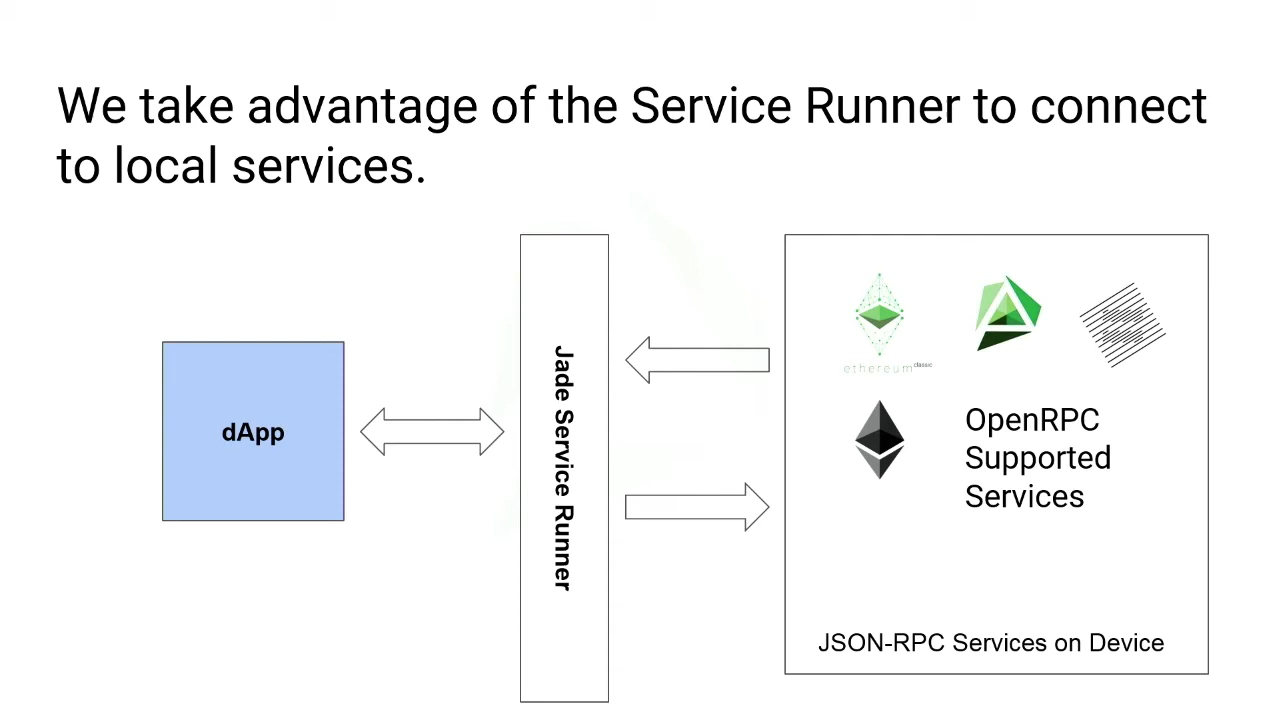 We take advantage of the Service Runner to connect
to local services.
dApp
Jade Service Runner
ethereum classic
OpenRPC
Supported
Services
JSON-RPC Services on Device